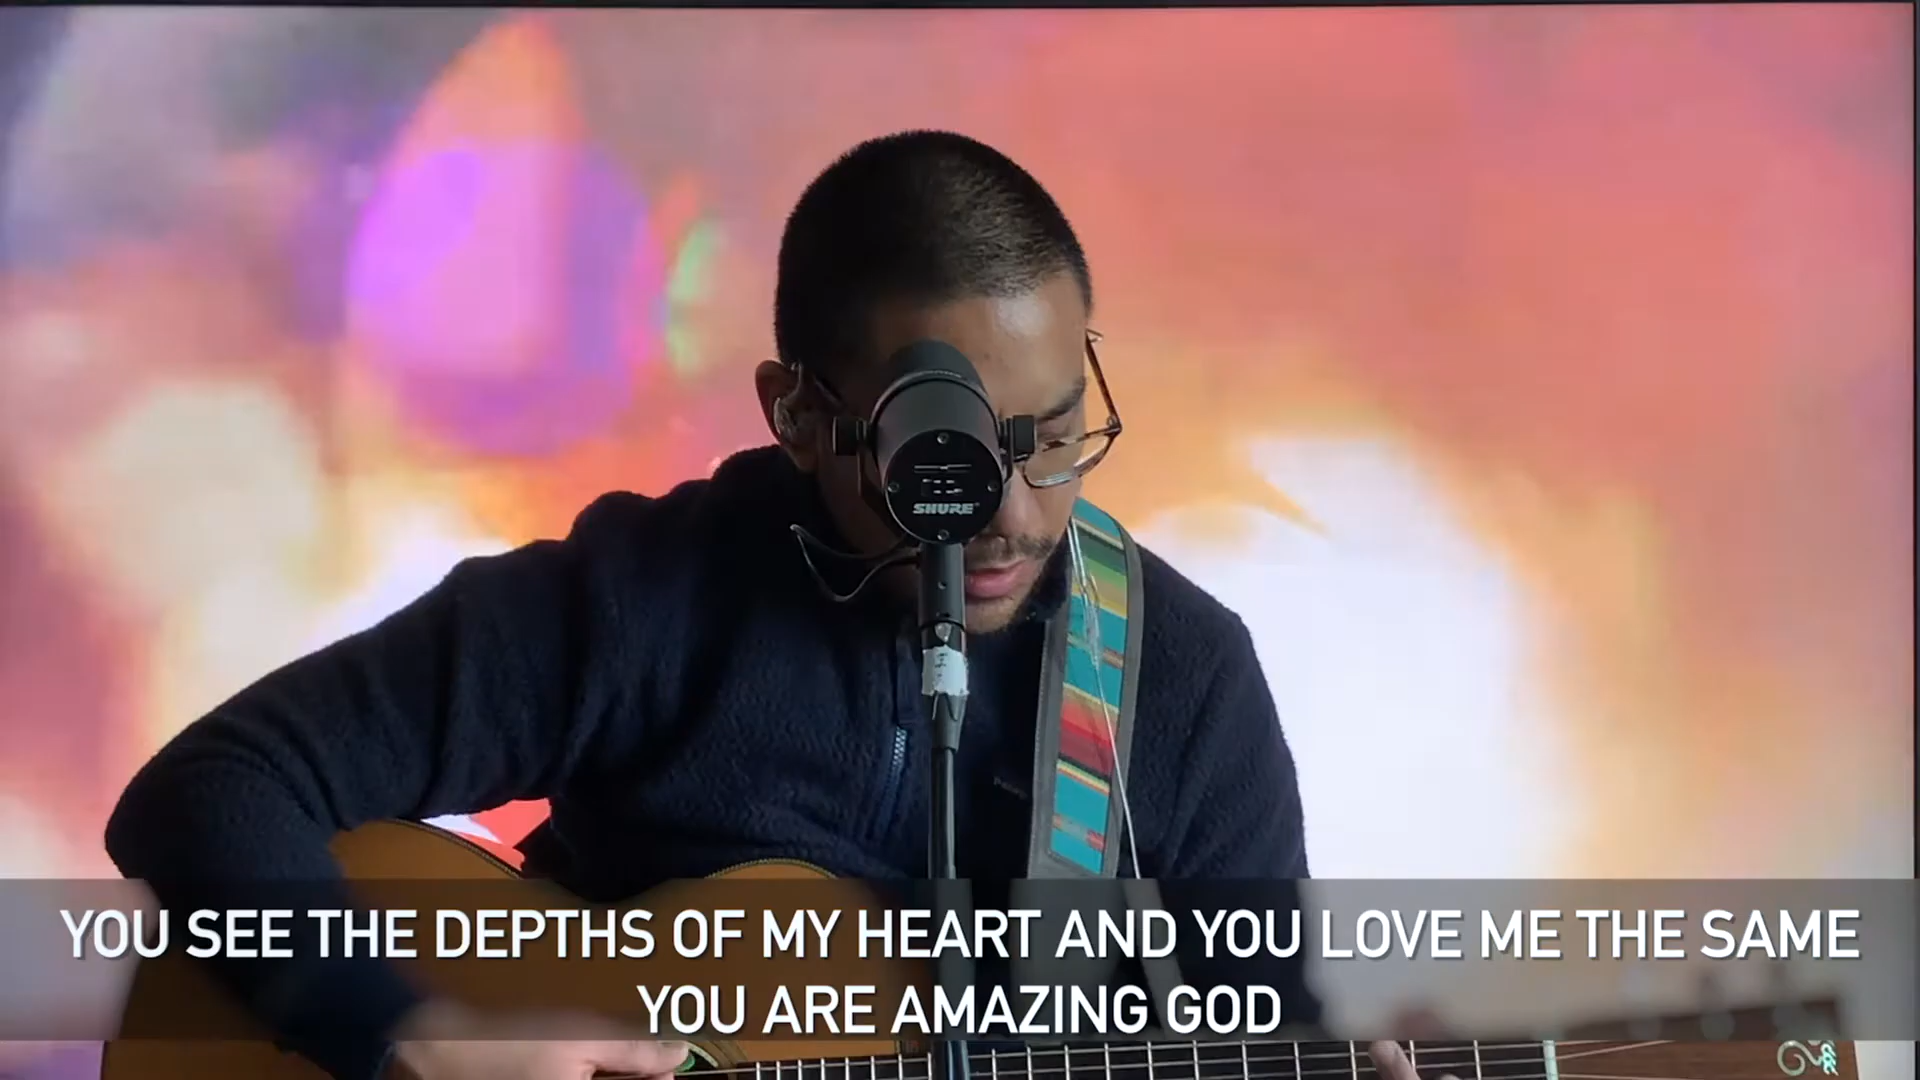 SHURE
YOU SEE THE DEPTHS OF MY HEART AND YOU LOVE ME THE SAME
YOU ARE AMAZING GOD